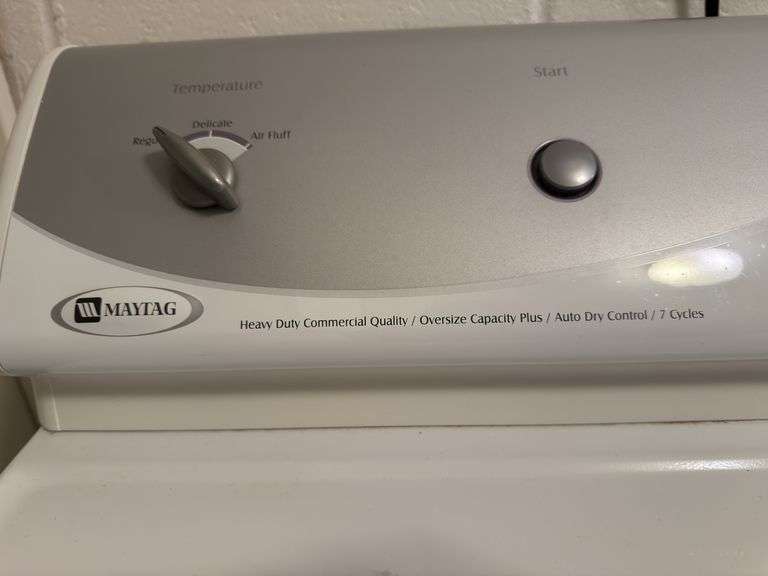 Temperature
Start
Delicate
Air Fluff
MAYTAG
Heavy Duty Commercial Quality / Oversize Capacity Plus / Auto Dry Control / 7 Cycles